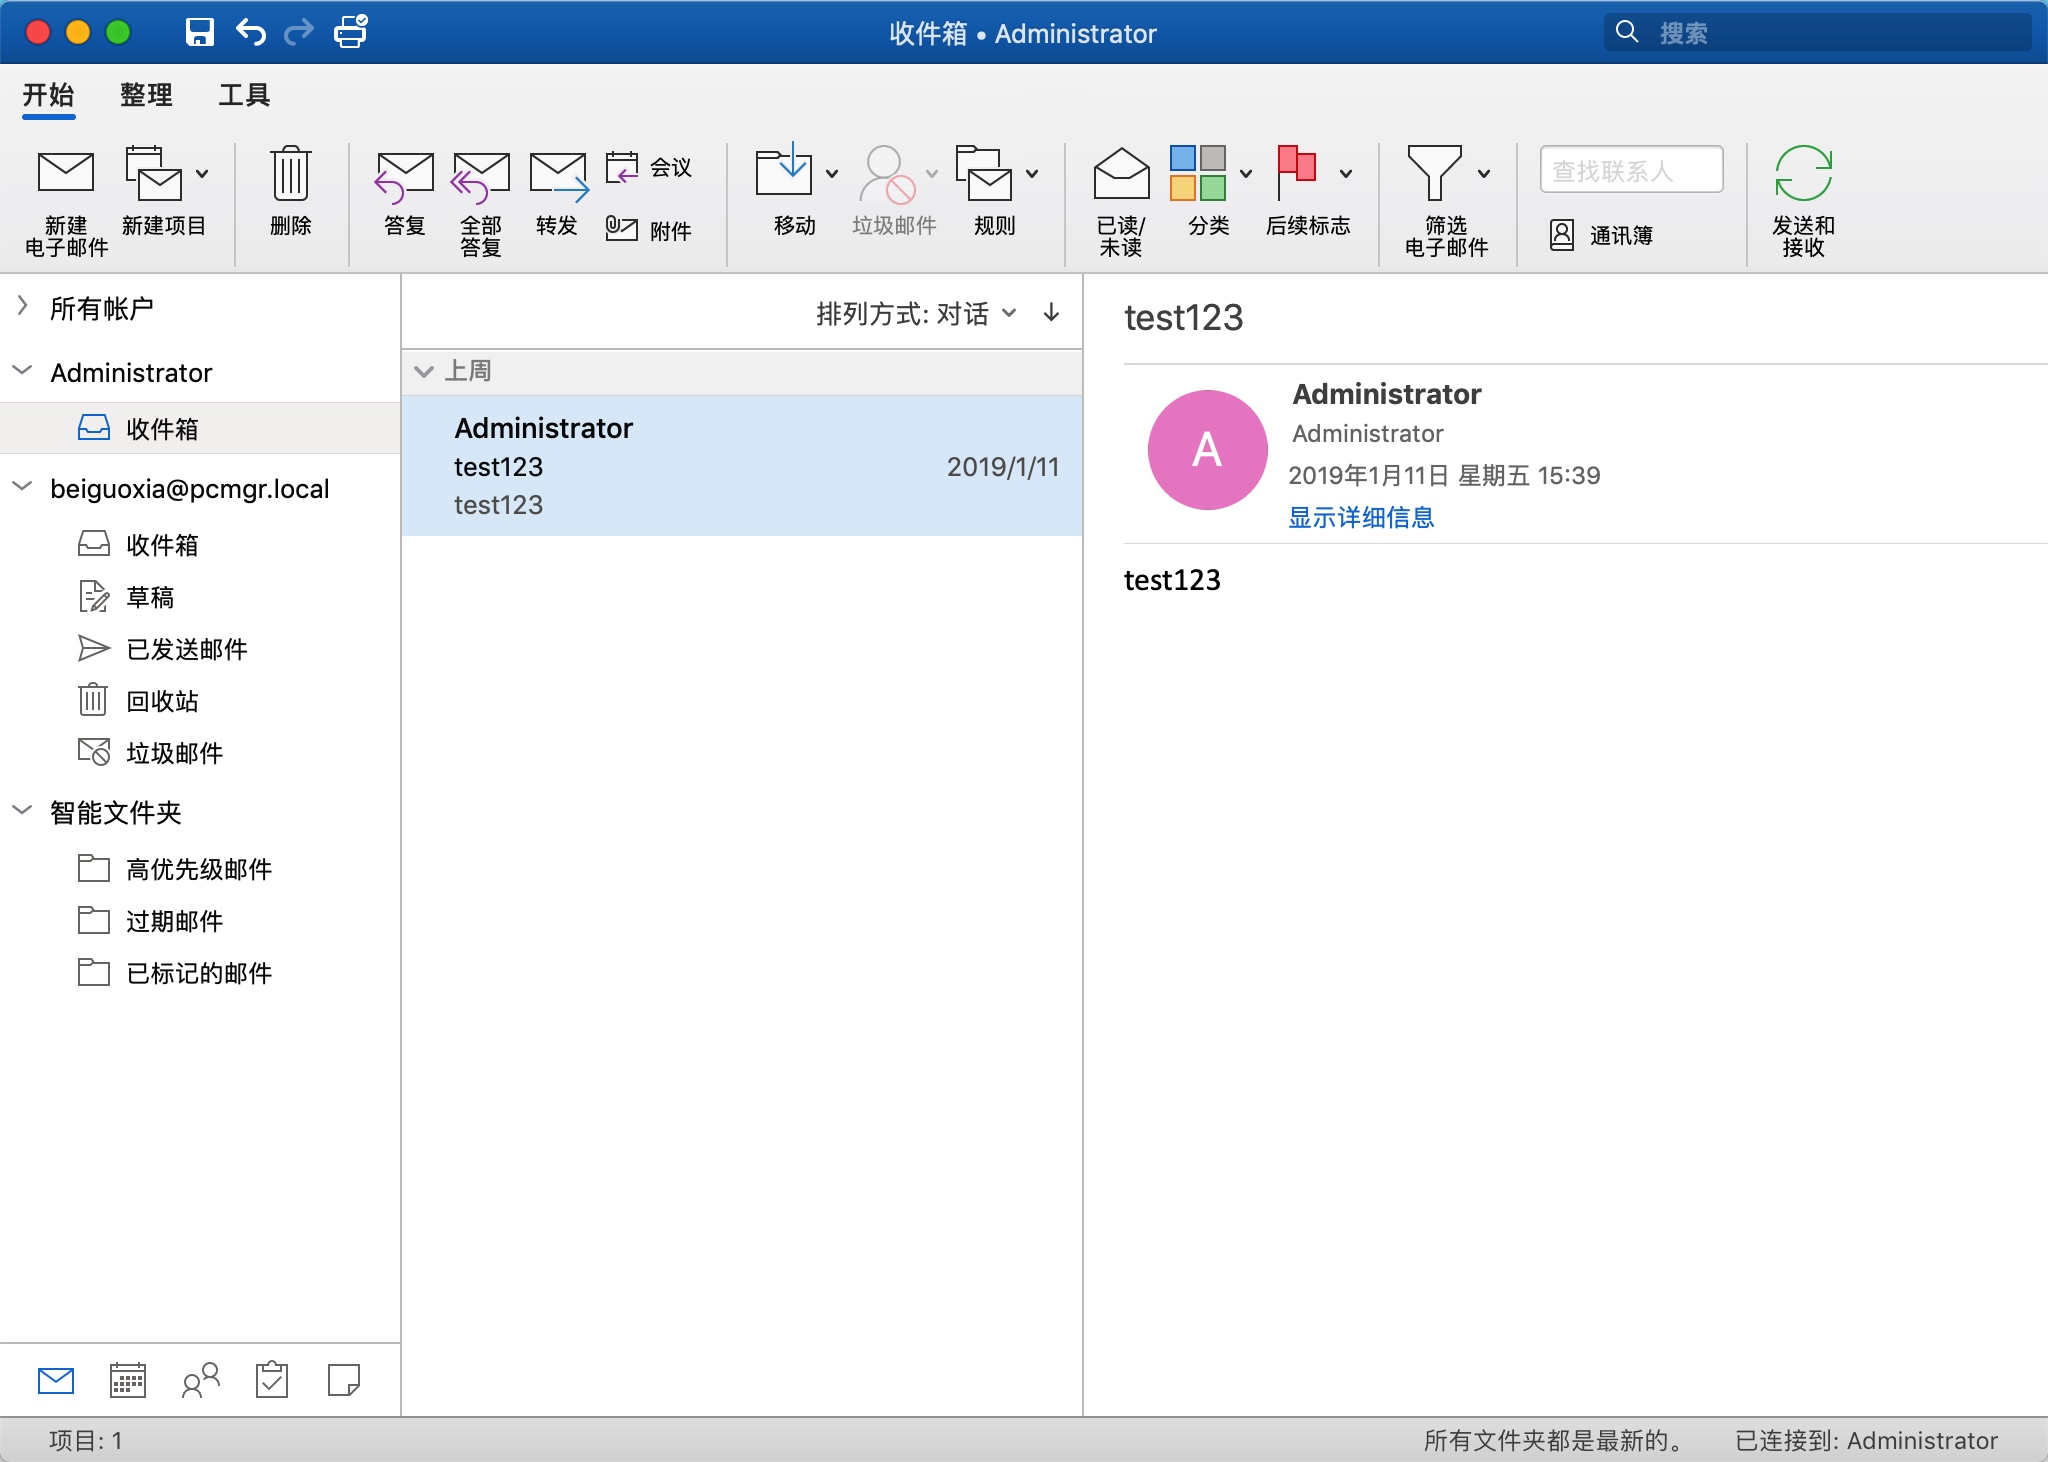 收件箱 • Administrator
搜索
开始 整理 工具
新建
电子邮件
新建项目
删除
答复
全部
答复
转发
会议
附件
移动
垃圾邮件
规则
已读/
未读
分类
后续标志
筛选
电子邮件
查找联系人
通讯簿
发送和
接收
所有帐户
Administrator
收件箱
beiguoxia@pcmgr.local
收件箱
草稿
已发送邮件
回收站
垃圾邮件
智能文件夹
高优先级邮件
过期邮件
已标记的邮件
排列方式: 对话
上周
Administrator
test123 2019/1/11
test123
test123
A
Administrator
Administrator
2019年1月11日 星期五 15:39
显示详细信息
test123
项目: 1
所有文件夹都是最新的。 已连接到: Administrator